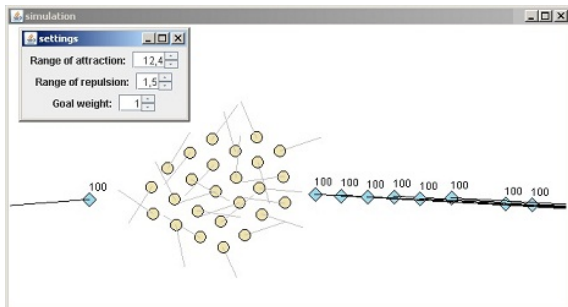 simulation
settings
Range of attraction: 12,4
Range of repulsion: 1,5
Goal weight: 1
100
100 100 100 100 100 100 100 100